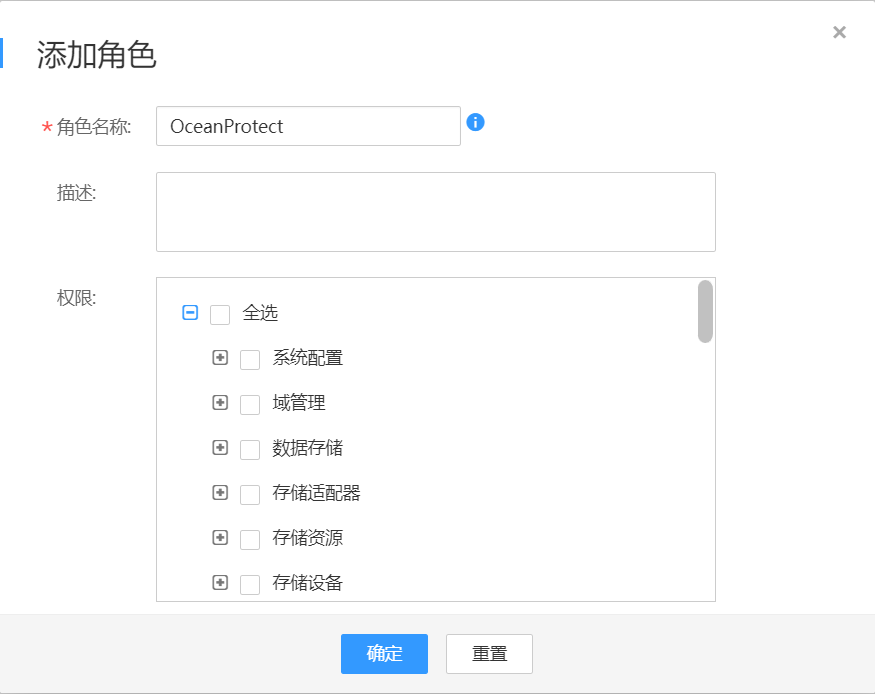 添加角色
* 角色名称: OceanProtect
描述:
权限:
全选
系统配置
域管理
数据存储
存储适配器
存储资源
存储设备
确定 重置